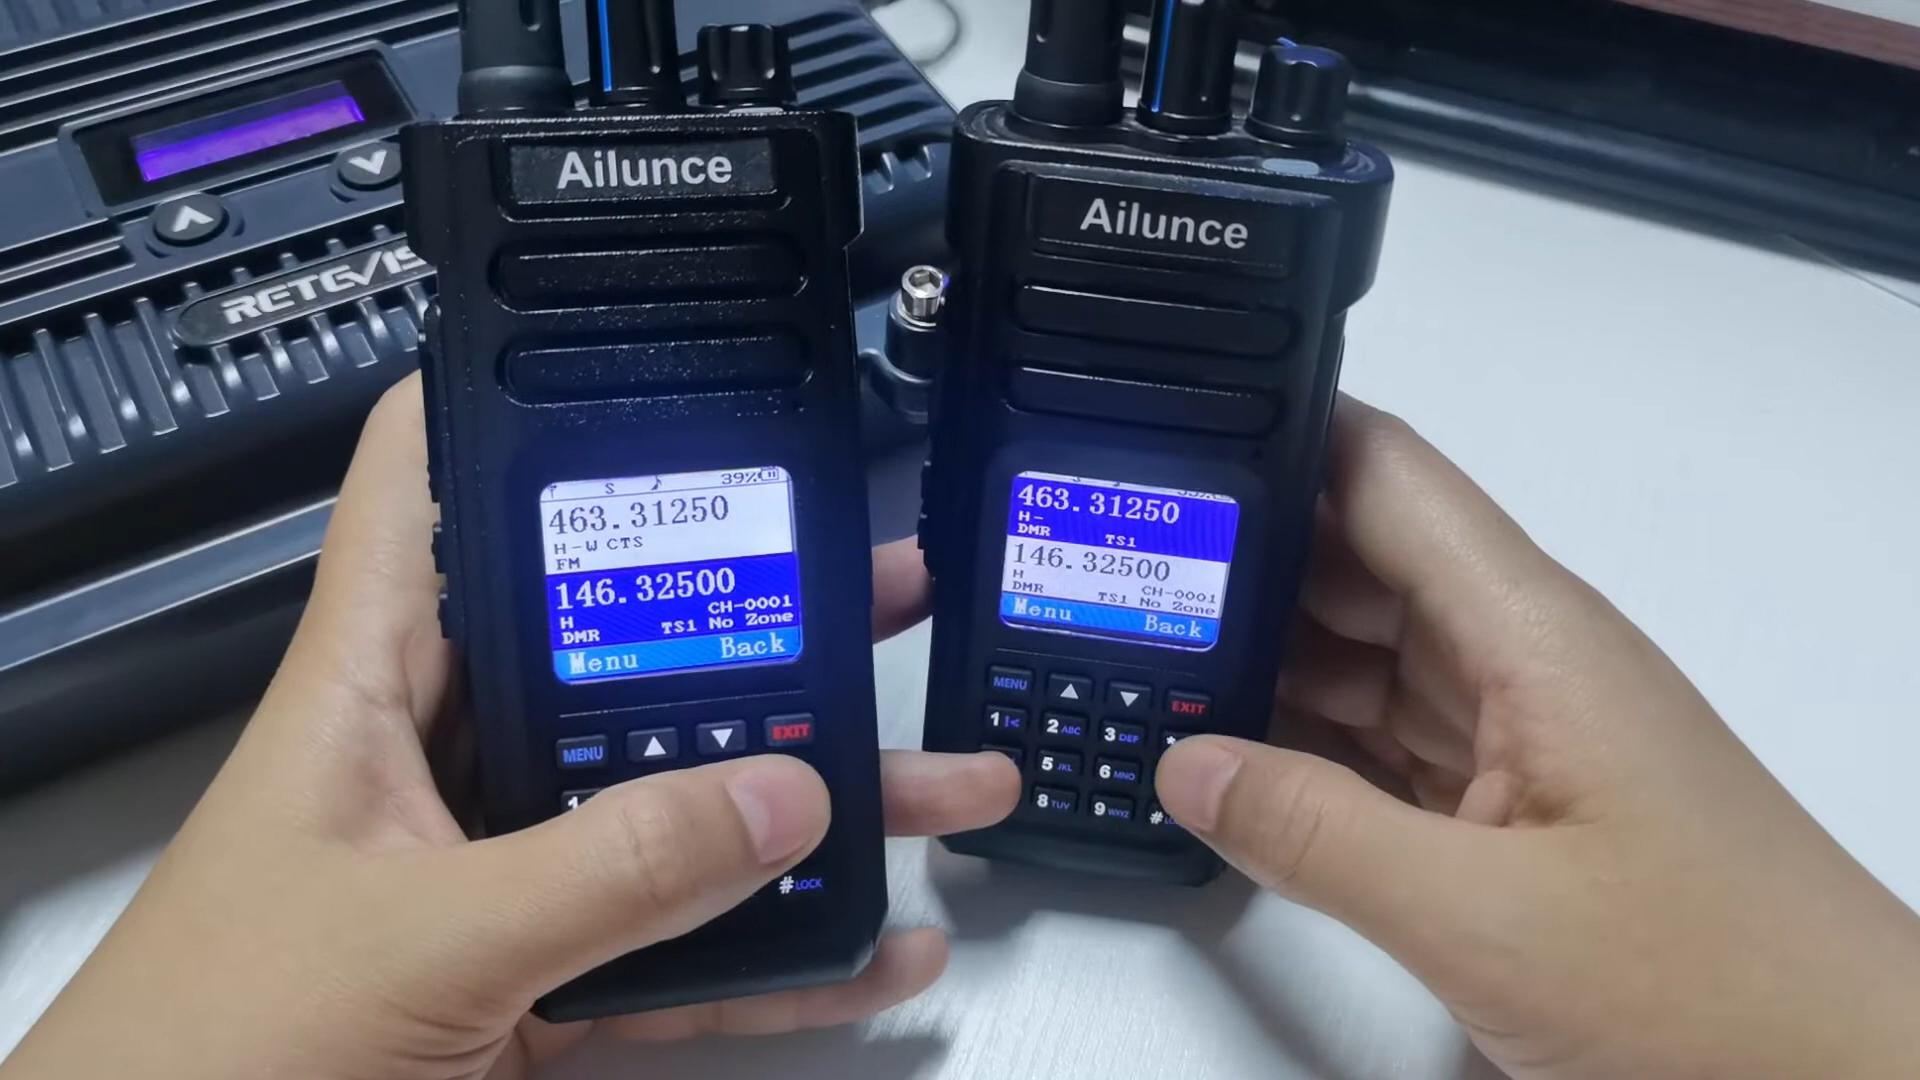 RETEVIS
Ailunce
39%
S
463.31250
H-W CTS
FM
146.32500
CH-0001
H
DMR TS1 No Zone
Menu Back
MENU EXIT
1
# LOCK
Ailunce
463.31250
H-
DMR TS1
146.32500
H CH-0001
DMR TS1 No Zone
Menu Back
MENU EXIT
1 2 ABC 3 DEF
5 JKL 6 MNO
8 TUV 9 WXYZ #